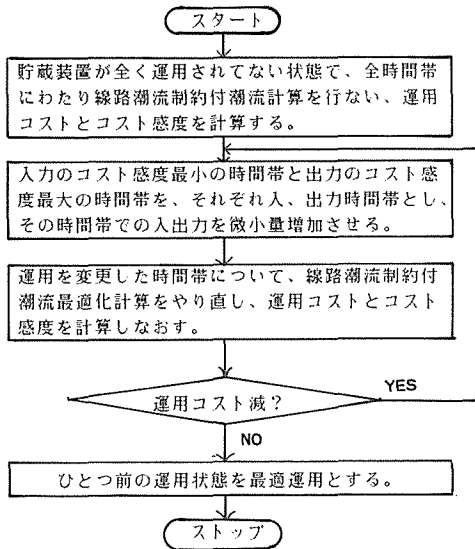 スタート
貯蔵装置が全く運用されてない状態で、全時間帯
にわたり線路潮流制約付潮流計算を行ない、運用
コストとコスト感度を計算する。
入力のコスト感度最小の時間帯と出力のコスト感
度最大の時間帯を、それぞれ入、出力時間帯とし、
その時間帯での入出力を微小量増加させる。
運用を変更した時間帯について、線路潮流制約付
潮流最適化計算をやり直し、運用コストとコスト
感度を計算しなおす。
運用コスト減?
YES
NO
ひとつ前の運用状態を最適運用とする。
ストップ